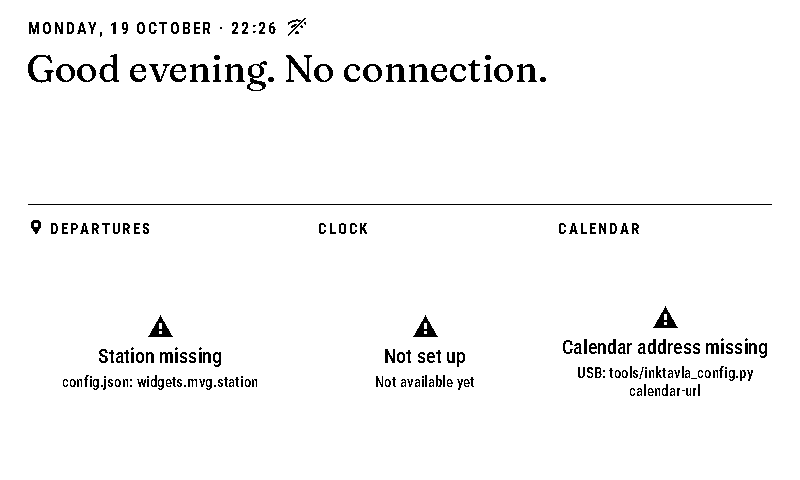 MONDAY, 19 OCTOBER · 22:26
Good evening. No connection.
DEPARTURES
CLOCK
CALENDAR
Station missing
config.json: widgets.mvg.station
Not set up
Not available yet
Calendar address missing
USB: tools/inktavla_config.py
calendar-url